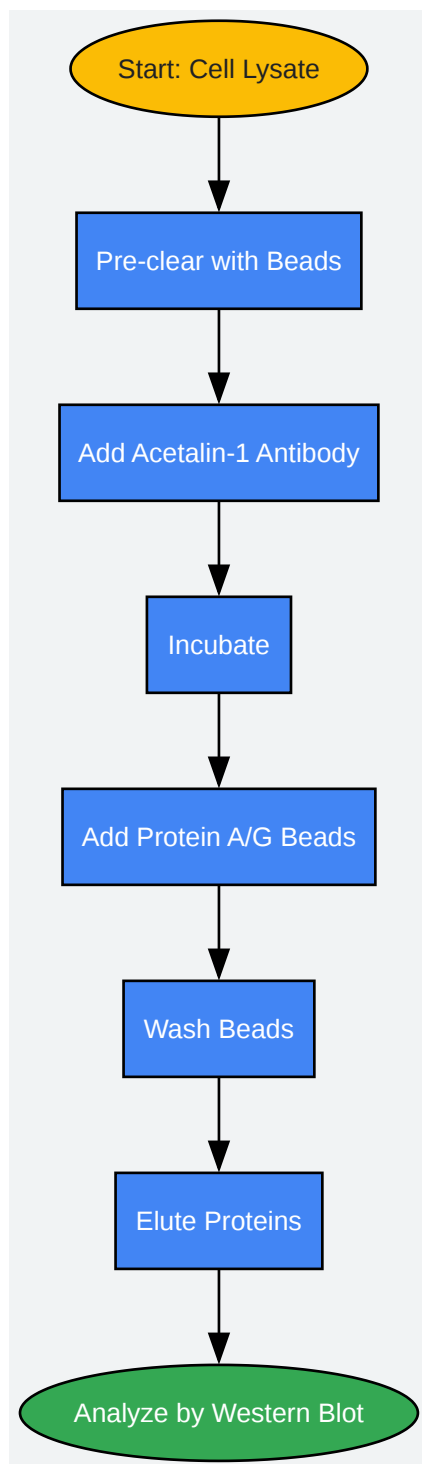 Start: Cell Lysate
Pre-clear with Beads
Add Acetalin-1 Antibody
Incubate
Add Protein A/G Beads
Wash Beads
Elute Proteins
Analyze by Western Blot